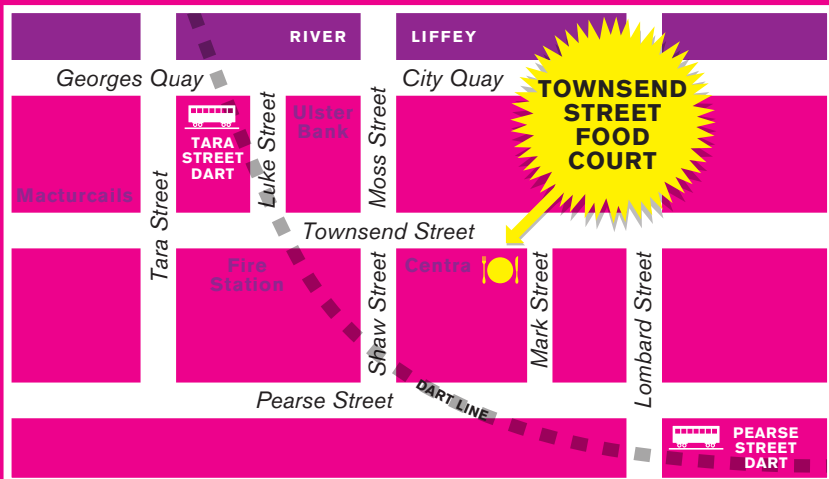 RIVER LIFFEY
Georges Quay
City Quay
TOWNSEND
STREET
FOOD
COURT
TARA
STREET
DART
Luke Street
Ulster
Bank
Moss Street
Macturcails
Tara Street
Townsend Street
Fire
Station
Shaw Street
Centra
Mark Street
Lombard Street
Pearse Street
DART LINE
PEARSE
STREET
DART